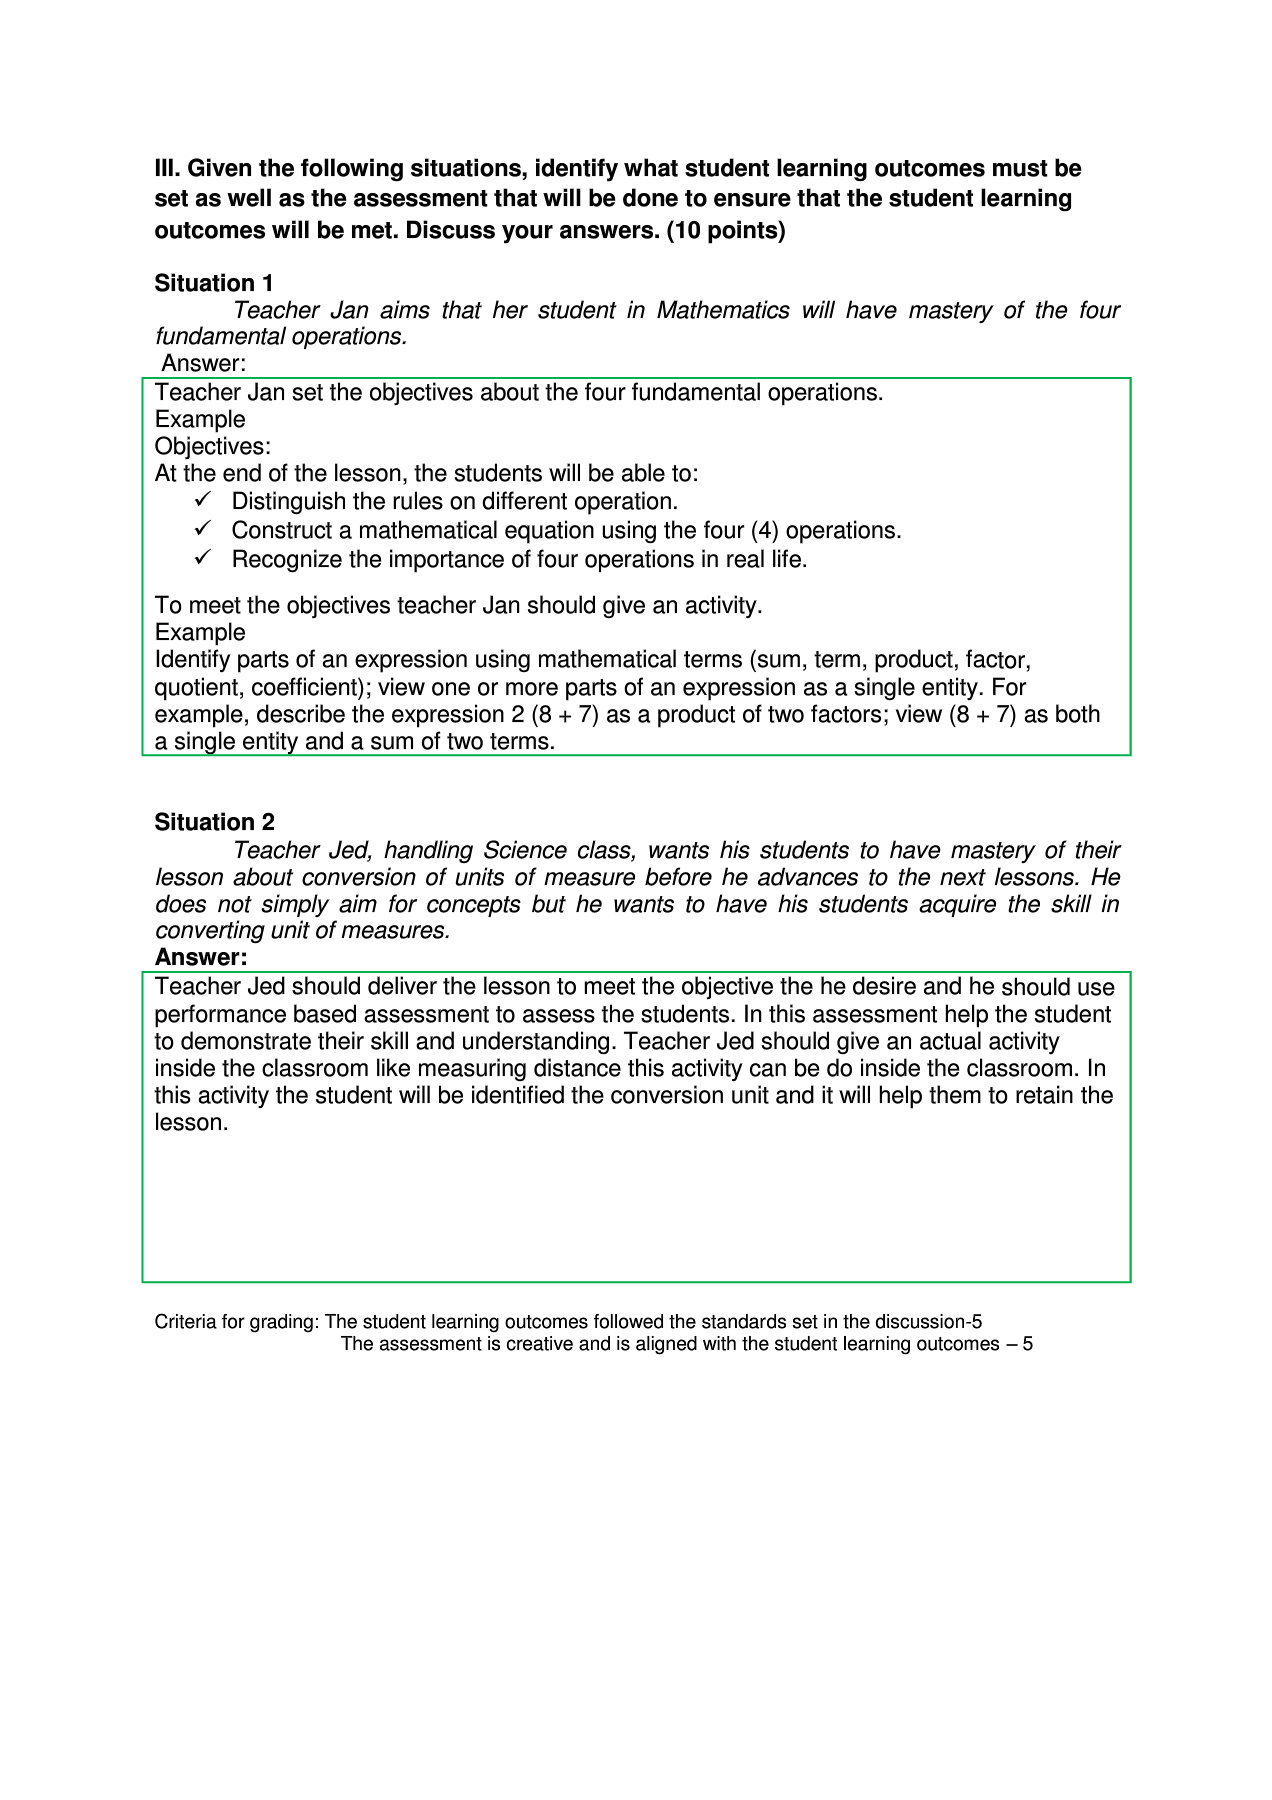 III. Given the following situations, identify what student learning outcomes must be
set as well as the assessment that will be done to ensure that the student learning
outcomes will be met. Discuss your answers. (10 points)
Situation 1
Teacher Jan aims that her student in Mathematics will have mastery of the four
fundamental operations.
Answer:
Teacher Jan set the objectives about the four fundamental operations.
Example
Objectives:
At the end of the lesson, the students will be able to:
✓ Distinguish the rules on different operation.
✓ Construct a mathematical equation using the four (4) operations.
✓ Recognize the importance of four operations in real life.
To meet the objectives teacher Jan should give an activity.
Example
Identify parts of an expression using mathematical terms (sum, term, product, factor,
quotient, coefficient); view one or more parts of an expression as a single entity. For
example, describe the expression 2 (8 + 7) as a product of two factors; view (8 + 7) as both
a single entity and a sum of two terms.
Situation 2
Teacher Jed, handling Science class, wants his students to have mastery of their
lesson about conversion of units of measure before he advances to the next lessons. He
does not simply aim for concepts but he wants to have his students acquire the skill in
converting unit of measures.
Answer:
Teacher Jed should deliver the lesson to meet the objective the he desire and he should use
performance based assessment to assess the students. In this assessment help the student
to demonstrate their skill and understanding. Teacher Jed should give an actual activity
inside the classroom like measuring distance this activity can be do inside the classroom. In
this activity the student will be identified the conversion unit and it will help them to retain the
lesson.
Criteria for grading: The student learning outcomes followed the standards set in the discussion-5
The assessment is creative and is aligned with the student learning outcomes – 5